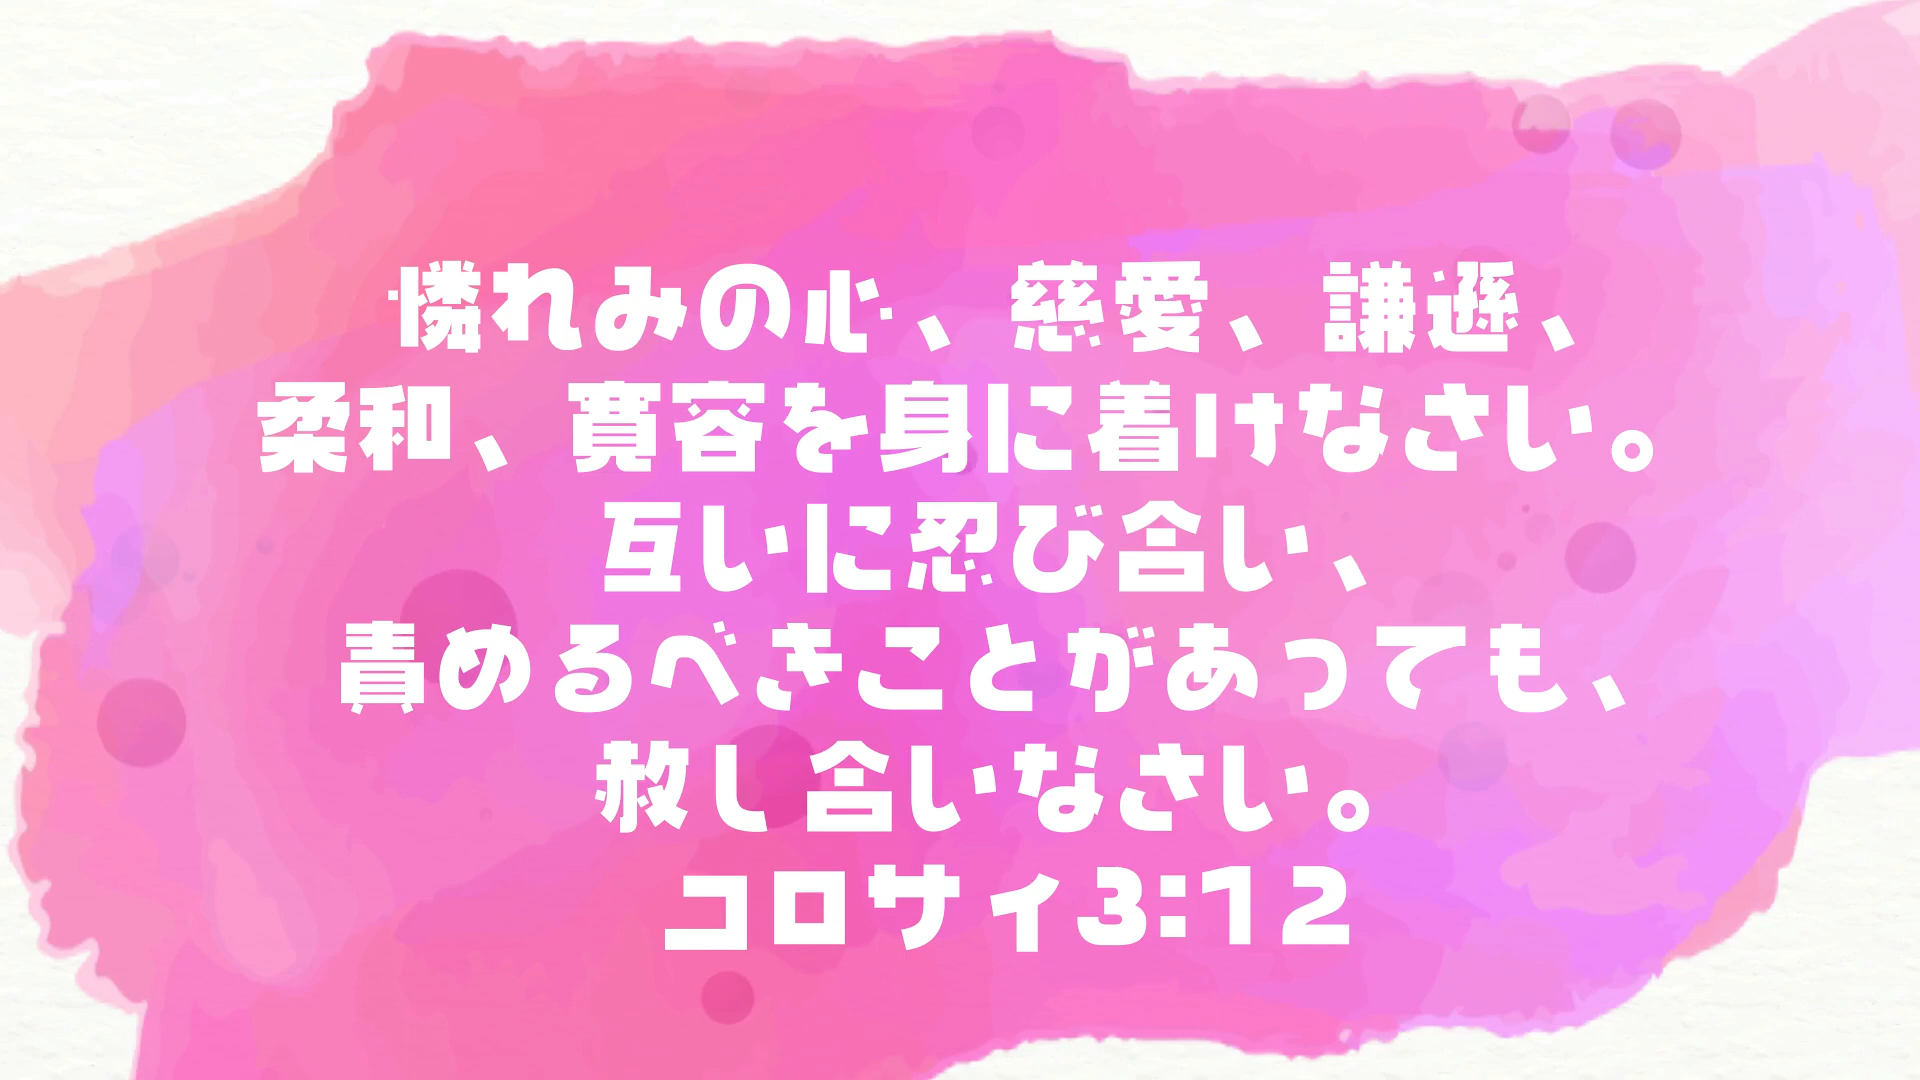 憐れみの心、慈愛、謙遜、
柔和、寛容を身に着けなさい。
互いに忍び合い、
責めるべきことがあっても、
赦し合いなさい。
コロサイ3:12